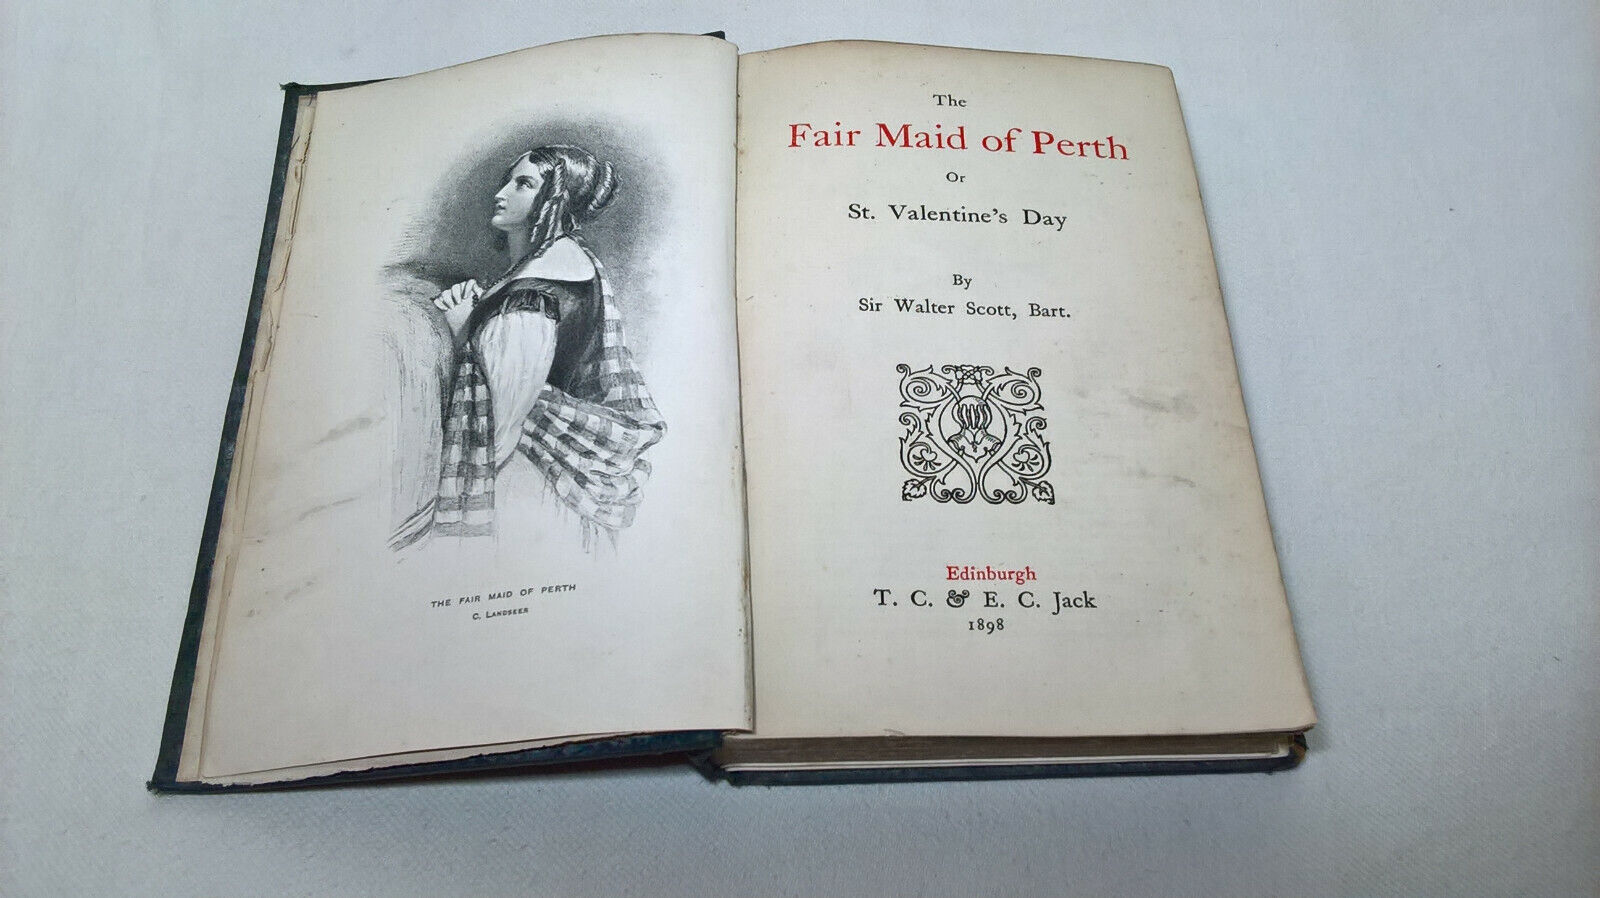 THE FAIR MAID OF PERTH
C. LANDSEER
The
Fair Maid of Perth
Or
St. Valentine's Day
By
Sir Walter Scott, Bart.
Edinburgh
T. C. & E. C. Jack
1898